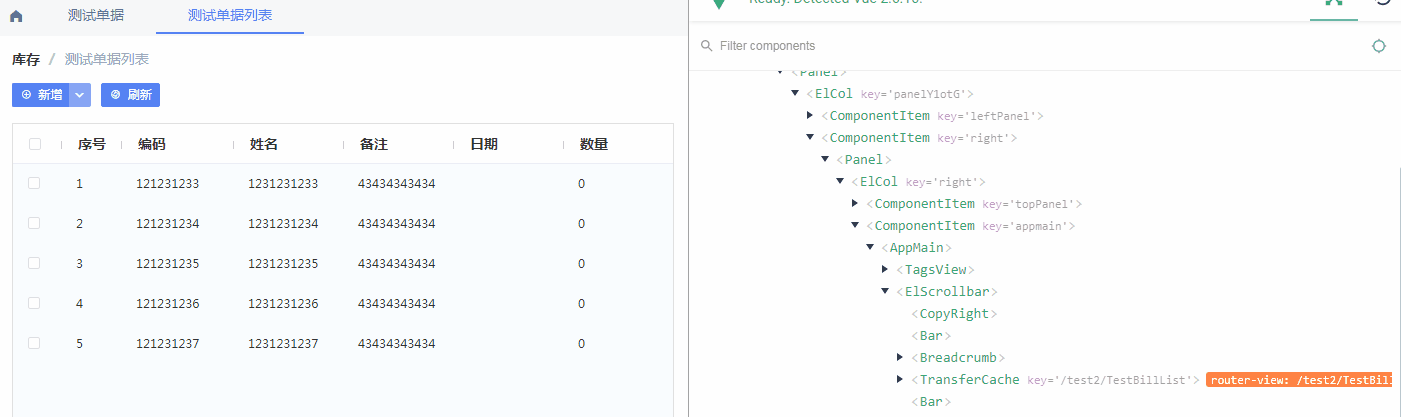 测试单据 测试单据列表
库存 / 测试单据列表
新增 刷新
序号 编码 姓名 备注 日期 数量
1 121231233 1231231233 43434343434 0
2 121231234 1231231234 43434343434 0
3 121231235 1231231235 43434343434 0
4 121231236 1231231236 43434343434 0
5 121231237 1231231237 43434343434 0
Ready. Detected Vue 2.6.10.
Filter components
<Panel>
<ElCol key='panelY1otG'>
<ComponentItem key='leftPanel'>
<ComponentItem key='right'>
<Panel>
<ElCol key='right'>
<ComponentItem key='topPanel'>
<ComponentItem key='appmain'>
<AppMain>
<TagsView>
<ElScrollbar>
<CopyRight>
<Bar>
<Breadcrumb>
<TransferCache key='/test2/TestBillList'> router-view: /test2/TestBill
<Bar>